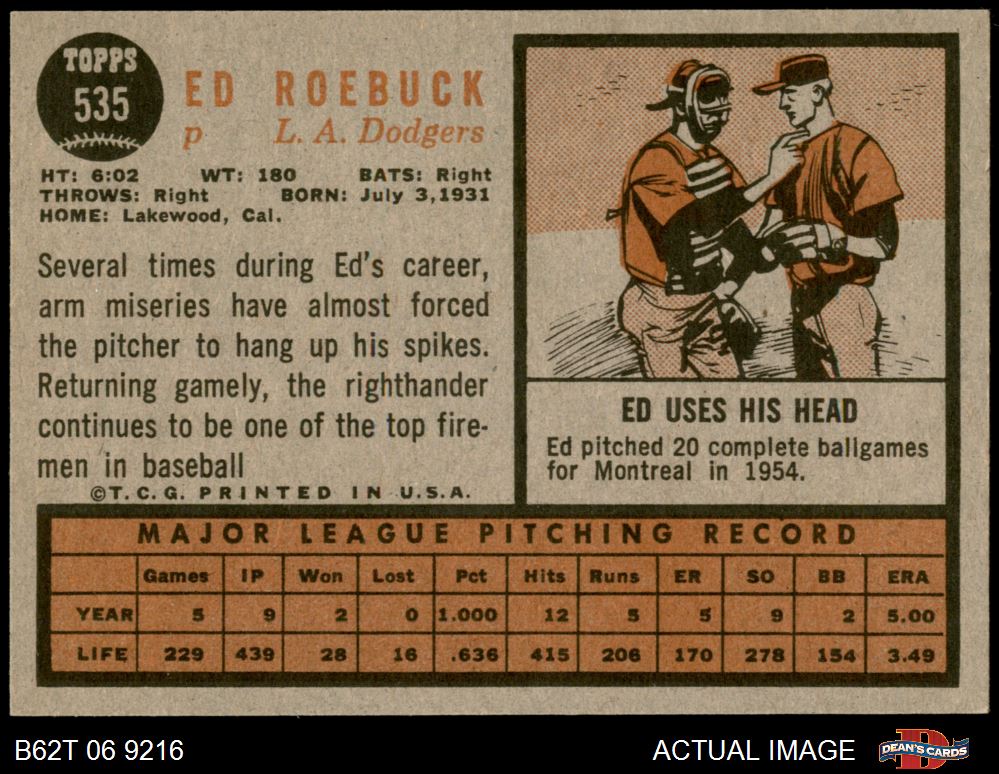 TOPPS
535
ED ROEBUCK
p L. A. Dodgers
HT: 6:02 WT: 180 BATS: Right
THROWS: Right BORN: July 3, 1931
HOME: Lakewood, Cal.
Several times during Ed's career,
arm miseries have almost forced
the pitcher to hang up his spikes.
Returning gamely, the righthander
continues to be one of the top fire-
men in baseball
©T. C. G. PRINTED IN U.S.A.
ED USES HIS HEAD
Ed pitched 20 complete ballgames
for Montreal in 1954.
MAJOR LEAGUE PITCHING RECORD
Games IP Won Lost Pct Hits Runs ER SO BB ERA
YEAR 5 9 2 0 1.000 12 5 5 9 2 5.00
LIFE 229 439 28 16 .636 415 206 170 278 154 3.49
B62T 06 9216 ACTUAL IMAGE DEAN'S CARDS